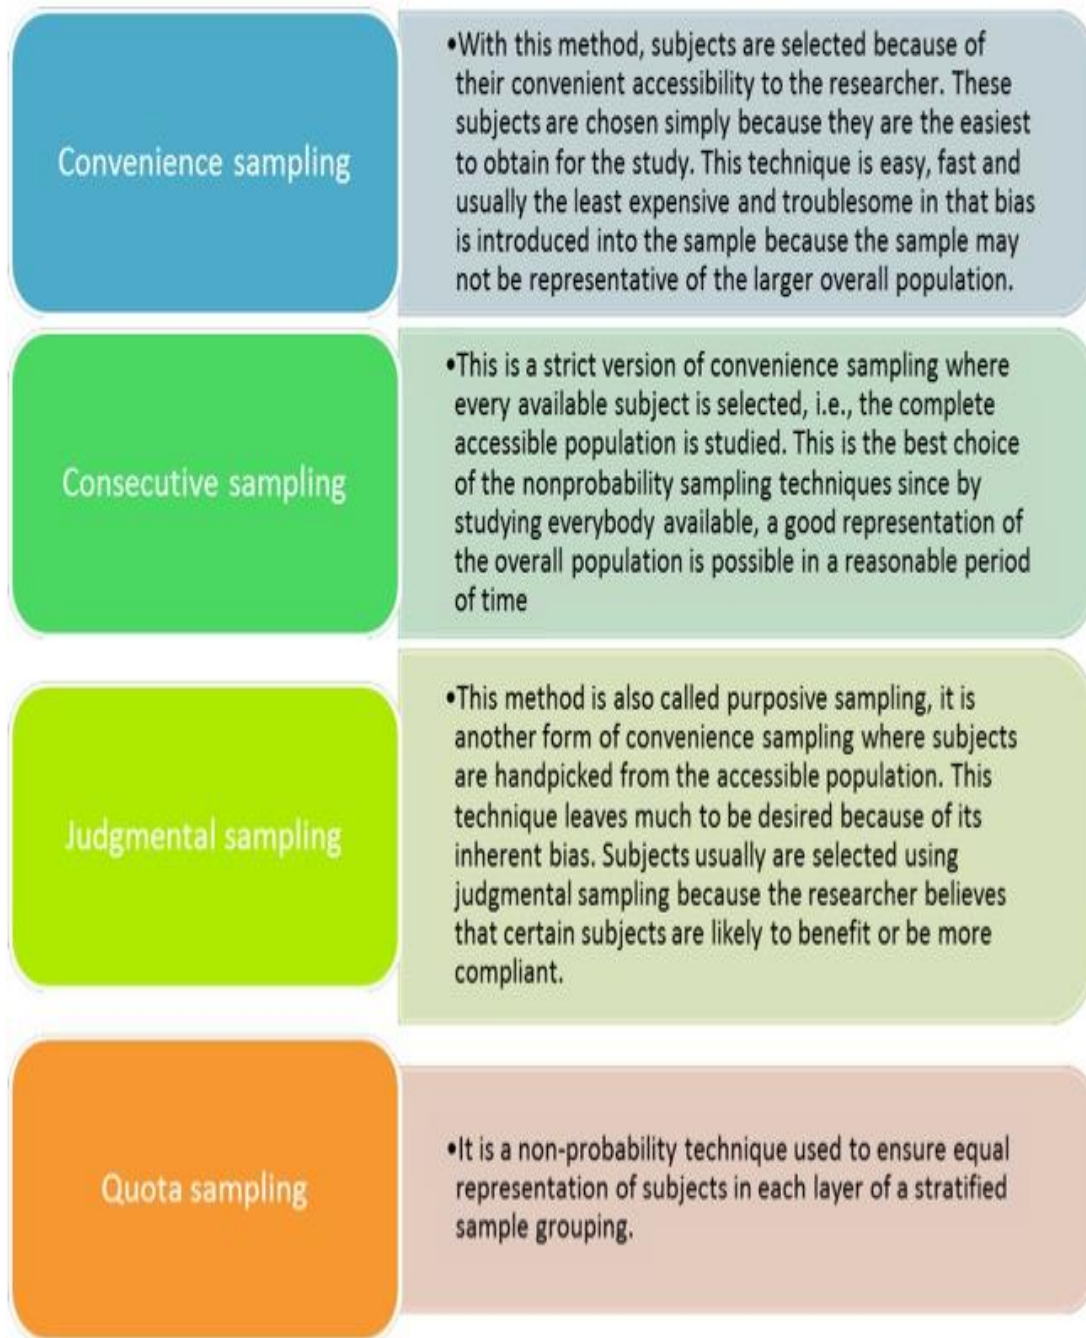 Convenience sampling
•With this method, subjects are selected because of
their convenient accessibility to the researcher. These
subjects are chosen simply because they are the easiest
to obtain for the study. This technique is easy, fast and
usually the least expensive and troublesome in that bias
is introduced into the sample because the sample may
not be representative of the larger overall population.
Consecutive sampling
•This is a strict version of convenience sampling where
every available subject is selected, i.e., the complete
accessible population is studied. This is the best choice
of the nonprobability sampling techniques since by
studying everybody available, a good representation of
the overall population is possible in a reasonable period
of time
Judgmental sampling
•This method is also called purposive sampling, it is
another form of convenience sampling where subjects
are handpicked from the accessible population. This
technique leaves much to be desired because of its
inherent bias. Subjects usually are selected using
judgmental sampling because the researcher believes
that certain subjects are likely to benefit or be more
compliant.
Quota sampling
•It is a non-probability technique used to ensure equal
representation of subjects in each layer of a stratified
sample grouping.